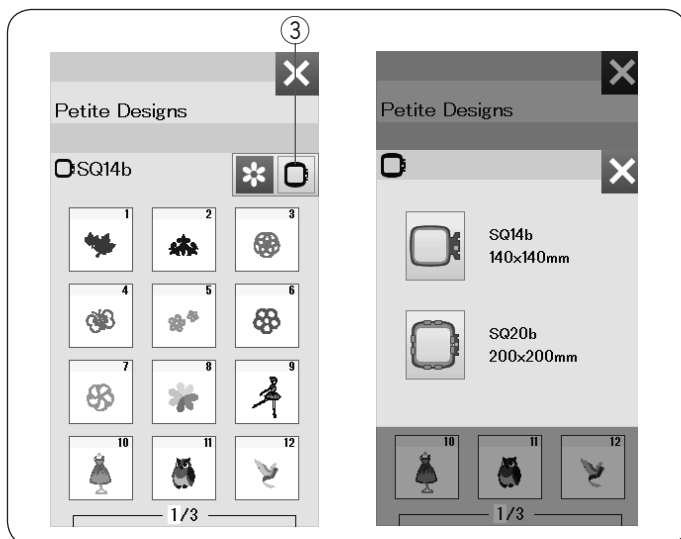 ③
Petite Designs
SQ14b
1 2 3
4 5 6
7 8 9
10 11 12
1/3
Petite Designs
SQ14b
140x140mm
SQ20b
200x200mm
10 11 12
1/3